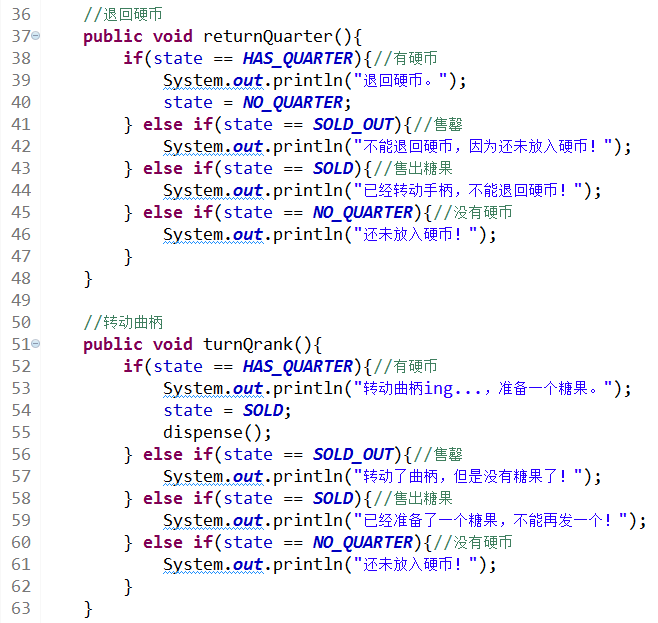 36 //退回硬币
37 public void returnQuarter(){
38 if(state == HAS_QUARTER){//有硬币
39 System.out.println("退回硬币。");
40 state = NO_QUARTER;
41 } else if(state == SOLD_OUT){//售罄
42 System.out.println("不能退回硬币，因为还未放入硬币！");
43 } else if(state == SOLD){//售出糖果
44 System.out.println("已经转动手柄，不能退回硬币！");
45 } else if(state == NO_QUARTER){//没有硬币
46 System.out.println("还未放入硬币！");
47 }
48 }
49
50 //转动曲柄
51 public void turnQrank(){
52 if(state == HAS_QUARTER){//有硬币
53 System.out.println("转动曲柄ing...，准备一个糖果。");
54 state = SOLD;
55 dispense();
56 } else if(state == SOLD_OUT){//售罄
57 System.out.println("转动了曲柄，但是没有糖果了！");
58 } else if(state == SOLD){//售出糖果
59 System.out.println("已经准备了一个糖果，不能再发一个！");
60 } else if(state == NO_QUARTER){//没有硬币
61 System.out.println("还未放入硬币！");
62 }
63 }